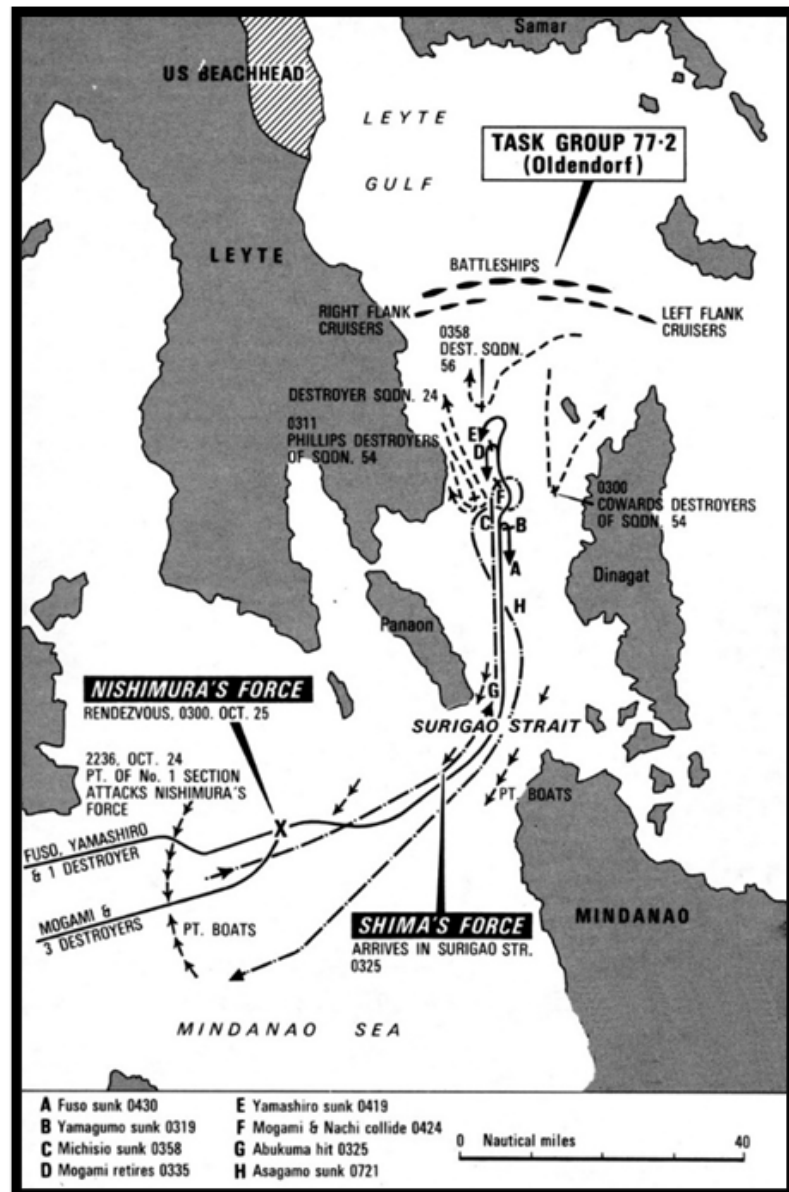 Samar
US BEACHHEAD
LEYTE
GULF
TASK GROUP 77·2
(Oldendorf)
LEYTE
BATTLESHIPS
RIGHT FLANK
CRUISERS
LEFT FLANK
CRUISERS
0358
DEST. SQDN.
56
DESTROYER SQDN. 24
0311
PHILLIPS DESTROYERS
OF SQDN. 54
E
D
F
0300
COWARDS DESTROYERS
OF SQDN. 54
C
B
A
Dinagat
H
Panaon
G
NISHIMURA'S FORCE
RENDEZVOUS, 0300. OCT. 25
SURIGAO STRAIT
2236, OCT. 24
PT. OF No. 1 SECTION
ATTACKS NISHIMURA'S
FORCE
PT. BOATS
X
FUSO, YAMASHIRO
& 1 DESTROYER
MOGAMI &
3 DESTROYERS
PT. BOATS
SHIMA'S FORCE
ARRIVES IN SURIGAO STR.
0325
MINDANAO
MINDANAO SEA
A Fuso sunk 0430
B Yamagumo sunk 0319
C Michisio sunk 0358
D Mogami retires 0335
E Yamashiro sunk 0419
F Mogami & Nachi collide 0424
G Abukuma hit 0325
H Asagamo sunk 0721
0 Nautical miles 40